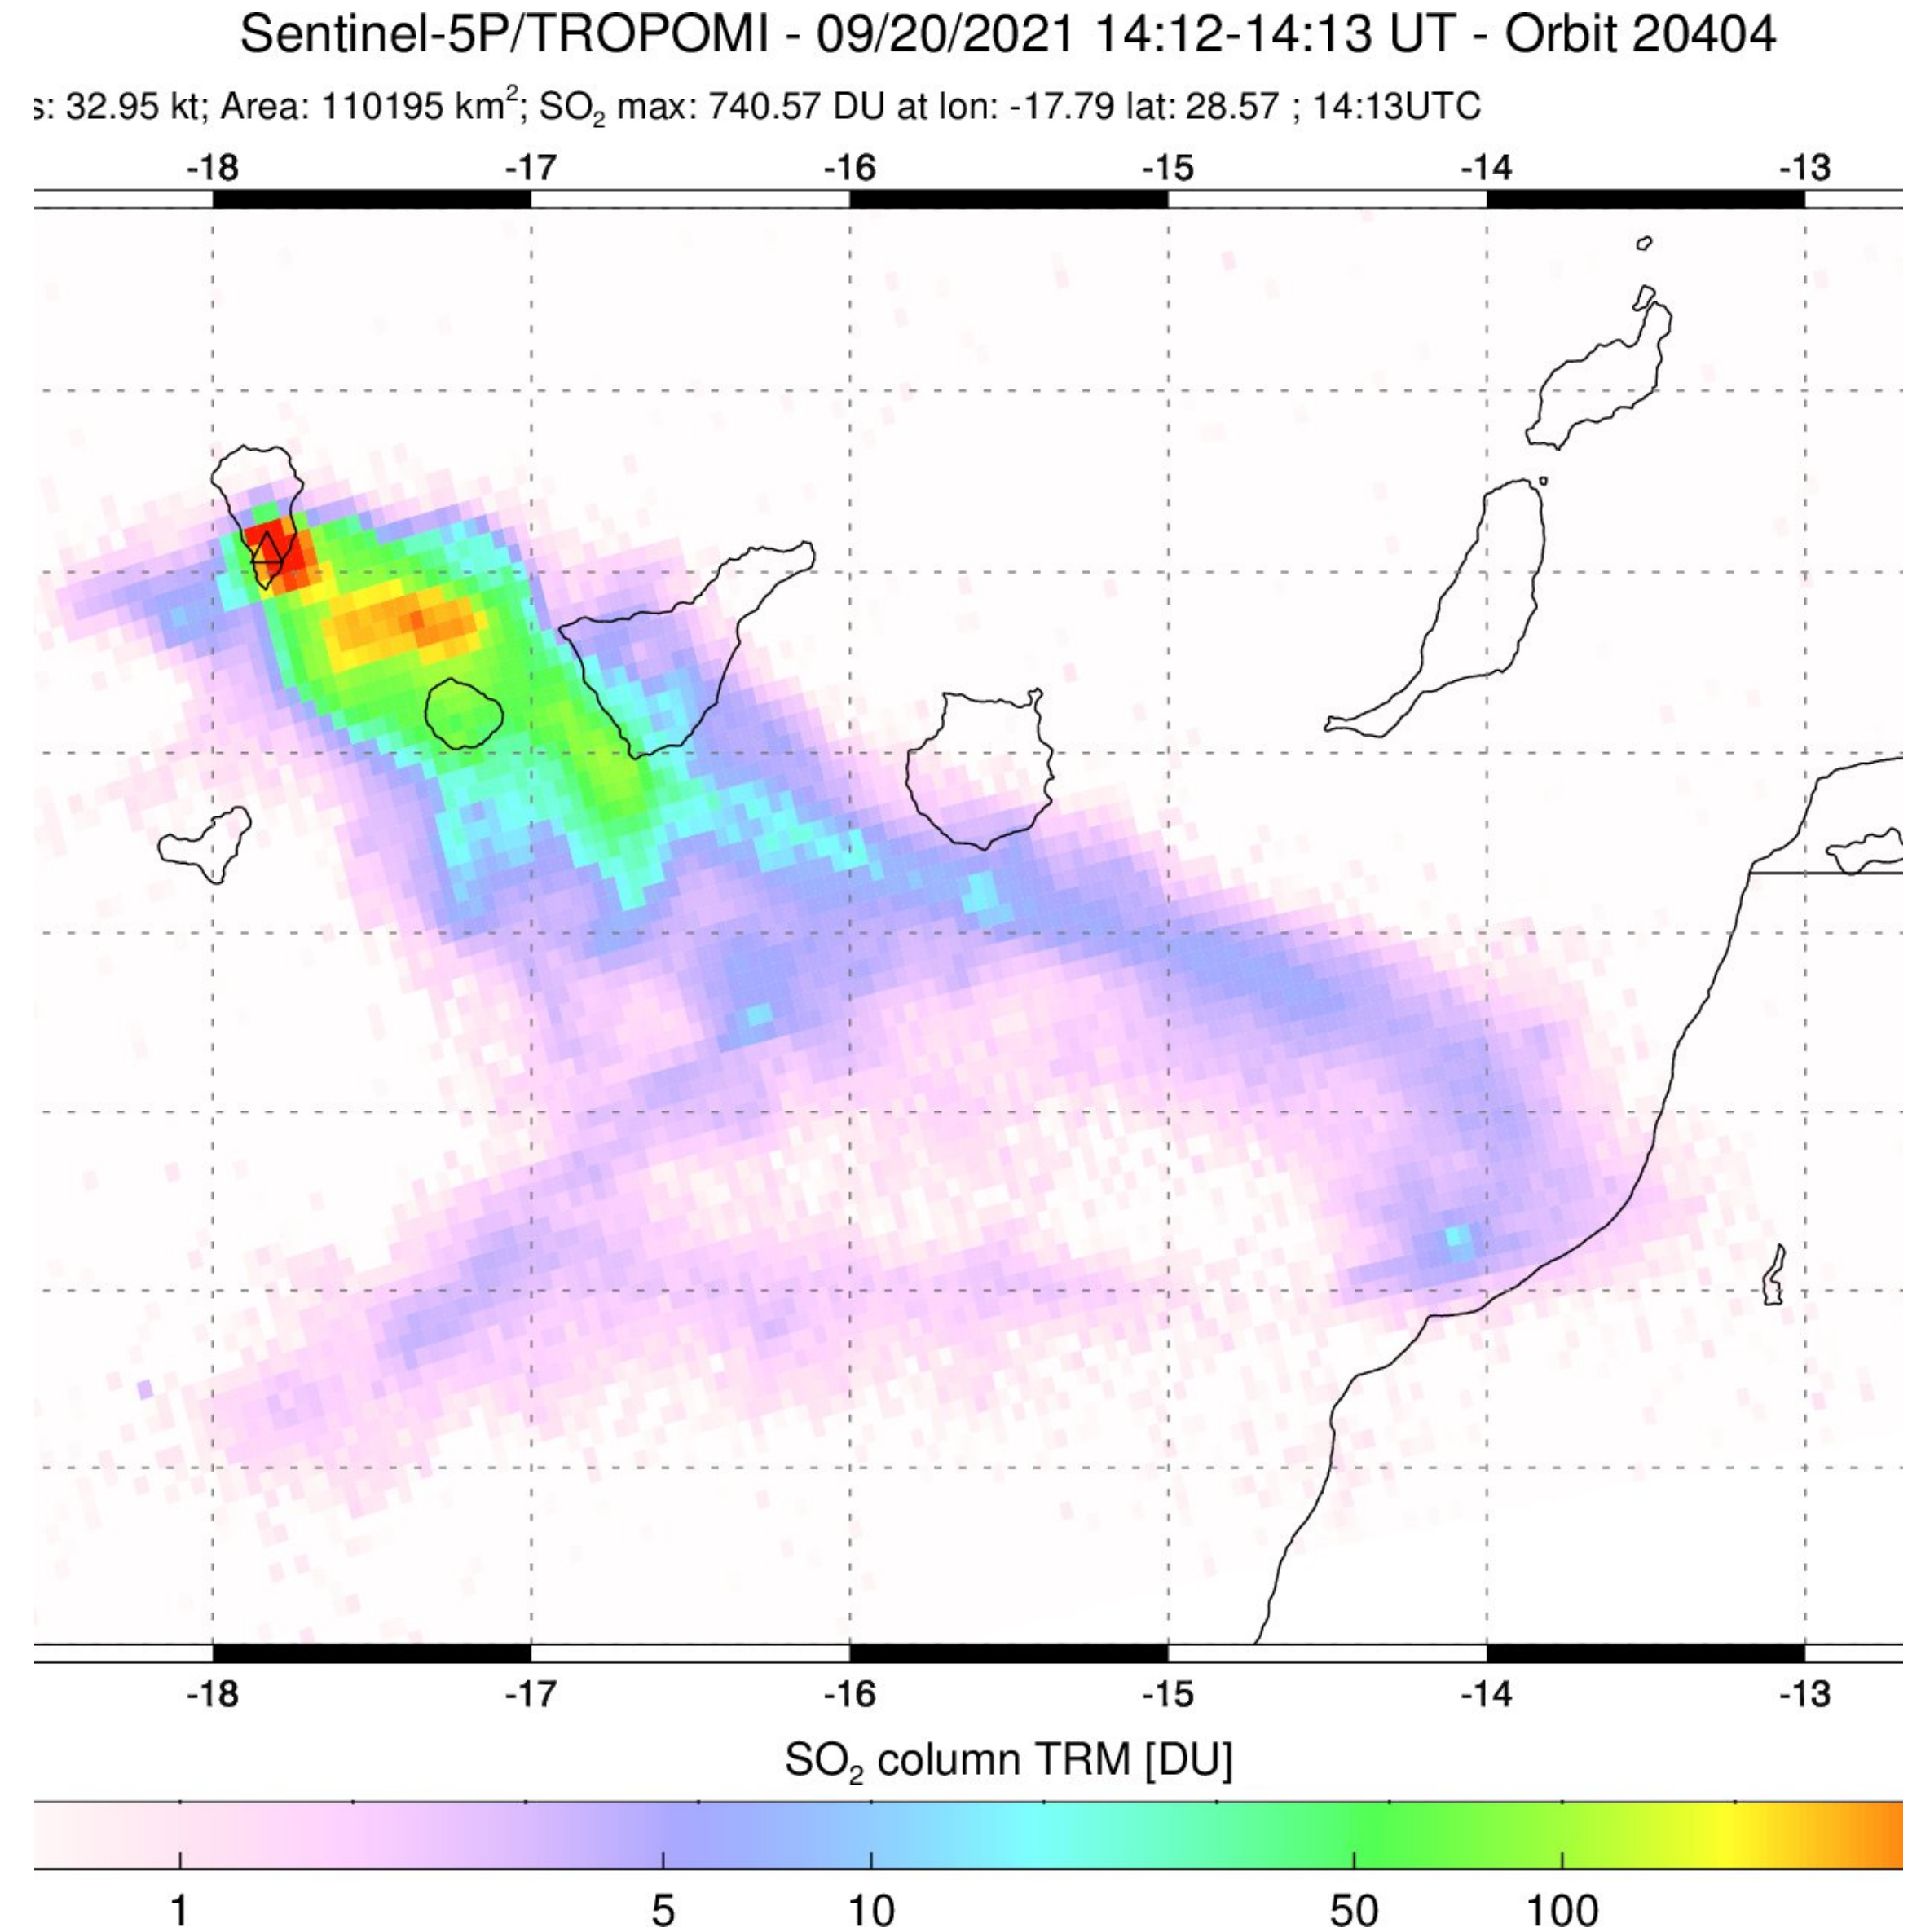 Sentinel-5P/TROPOMI - 09/20/2021 14:12-14:13 UT - Orbit 20404
s: 32.95 kt; Area: 110195 km²; SO₂ max: 740.57 DU at lon: -17.79 lat: 28.57 ; 14:13UTC
-18 -17 -16 -15 -14 -13
-18 -17 -16 -15 -14 -13
SO₂ column TRM [DU]
1 5 10 50 100